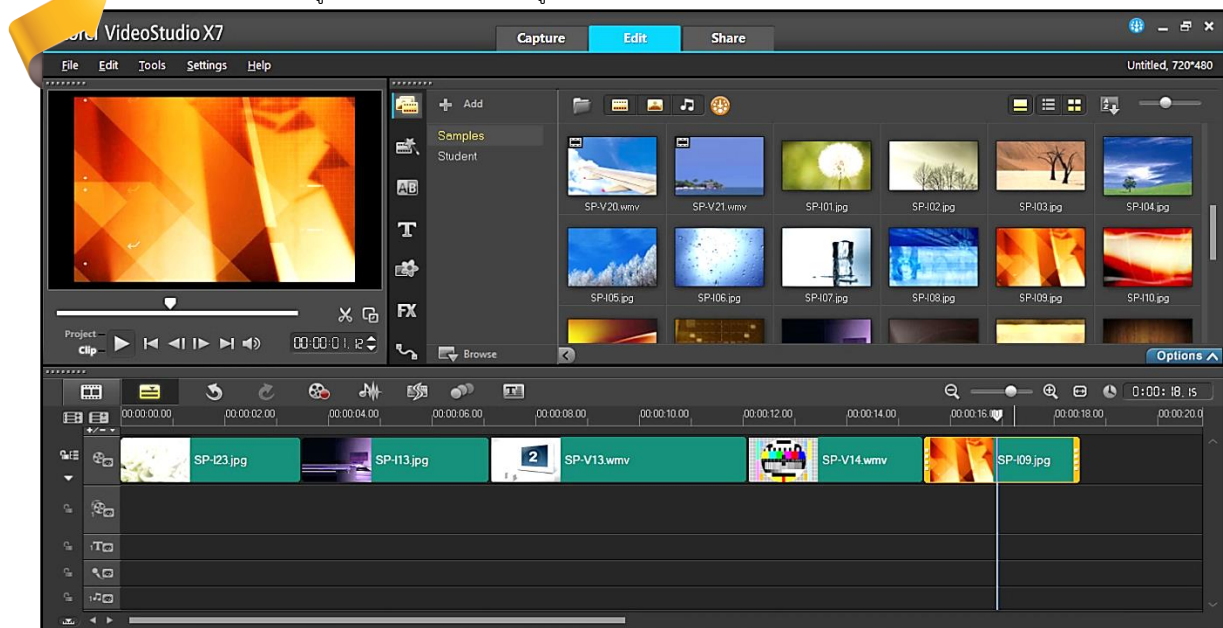 VideoStudio X7
Capture Edit Share
File Edit Tools Settings Help
Untitled, 720*480
Add
Samples
Student
SP-V20.wmv SP-V21.wmv SP-I01.jpg SP-I02.jpg SP-I03.jpg SP-I04.jpg
AB
T
SP-I05.jpg SP-I06.jpg SP-I07.jpg SP-I08.jpg SP-I09.jpg SP-I10.jpg
FX
Project
Clip
00:00:01.12
Browse
Options
0:00:18.15
00:00:00.00 00:00:02.00 00:00:04.00 00:00:06.00 00:00:08.00 00:00:10.00 00:00:12.00 00:00:14.00 00:00:18.00
SP-I23.jpg SP-I13.jpg 2 SP-V13.wmv SP-V14.wmv SP-I09.jpg